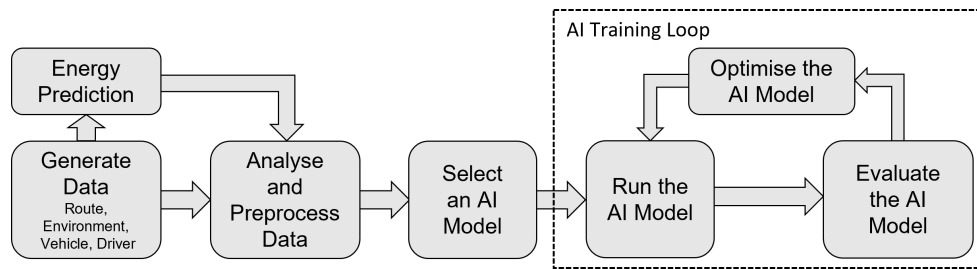 AI Training Loop
Energy
Prediction
Optimise the
AI Model
Generate
Data
Route,
Environment,
Vehicle, Driver
Analyse
and
Preprocess
Data
Select
an AI
Model
Run the
AI Model
Evaluate
the AI
Model